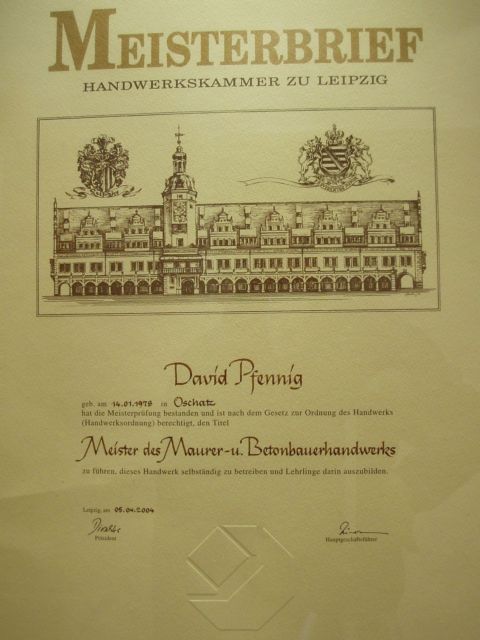 MEISTERBRIEF
HANDWERKSKAMMER ZU LEIPZIG
David Pfennig
geb. am 14.01.1978 in Oschatz
hat die Meisterprüfung bestanden und ist nach dem Gesetz zur Ordnung des Handwerks
(Handwerksordnung) berechtigt, den Titel
Meister des Maurer- u. Betonbauerhandwerks
zu führen, dieses Handwerk selbständig zu betreiben und Lehrlinge darin auszubilden.
Leipzig, am 05.04.2004
Präsident
Hauptgeschäftsführer